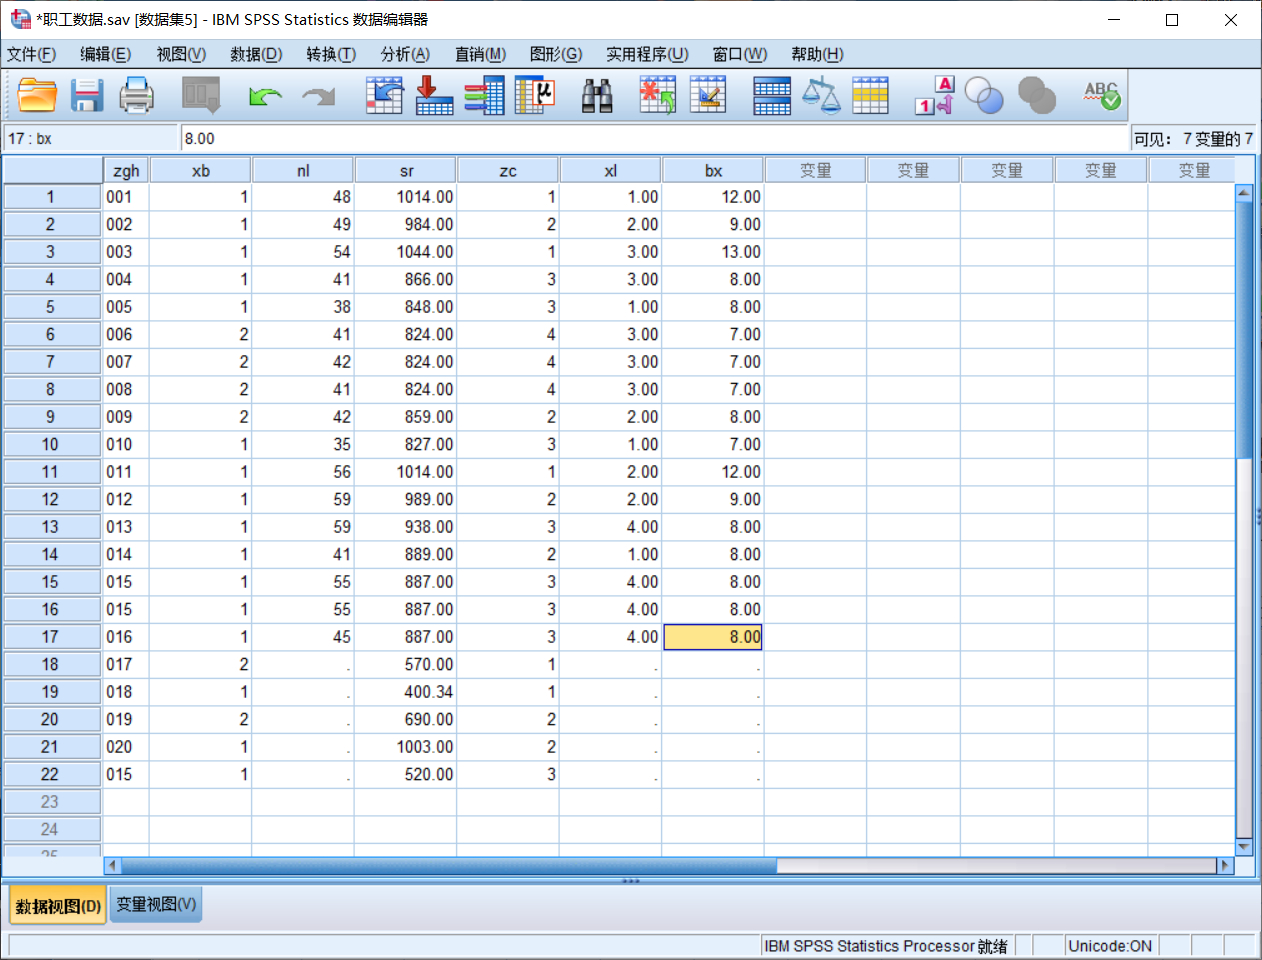 *职工数据.sav [数据集5] - IBM SPSS Statistics 数据编辑器
文件(F) 编辑(E) 视图(V) 数据(D) 转换(T) 分析(A) 直销(M) 图形(G) 实用程序(U) 窗口(W) 帮助(H)
μ A 1 ABC
17 : bx 8.00 可见: 7 变量的 7
zgh xb nl sr zc xl bx 变量 变量 变量 变量 变量
1 001 1 48 1014.00 1 1.00 12.00
2 002 1 49 984.00 2 2.00 9.00
3 003 1 54 1044.00 1 3.00 13.00
4 004 1 41 866.00 3 3.00 8.00
5 005 1 38 848.00 3 1.00 8.00
6 006 2 41 824.00 4 3.00 7.00
7 007 2 42 824.00 4 3.00 7.00
8 008 2 41 824.00 4 3.00 7.00
9 009 2 42 859.00 2 2.00 8.00
10 010 1 35 827.00 3 1.00 7.00
11 011 1 56 1014.00 1 2.00 12.00
12 012 1 59 989.00 2 2.00 9.00
13 013 1 59 938.00 3 4.00 8.00
14 014 1 41 889.00 2 1.00 8.00
15 015 1 55 887.00 3 4.00 8.00
16 015 1 55 887.00 3 4.00 8.00
17 016 1 45 887.00 3 4.00 8.00
18 017 2 . 570.00 1 . .
19 018 1 . 400.34 1 . .
20 019 2 . 690.00 2 . .
21 020 1 . 1003.00 2 . .
22 015 1 . 520.00 3 . .
23
24
25
数据视图(D) 变量视图(V)
IBM SPSS Statistics Processor 就绪 Unicode:ON